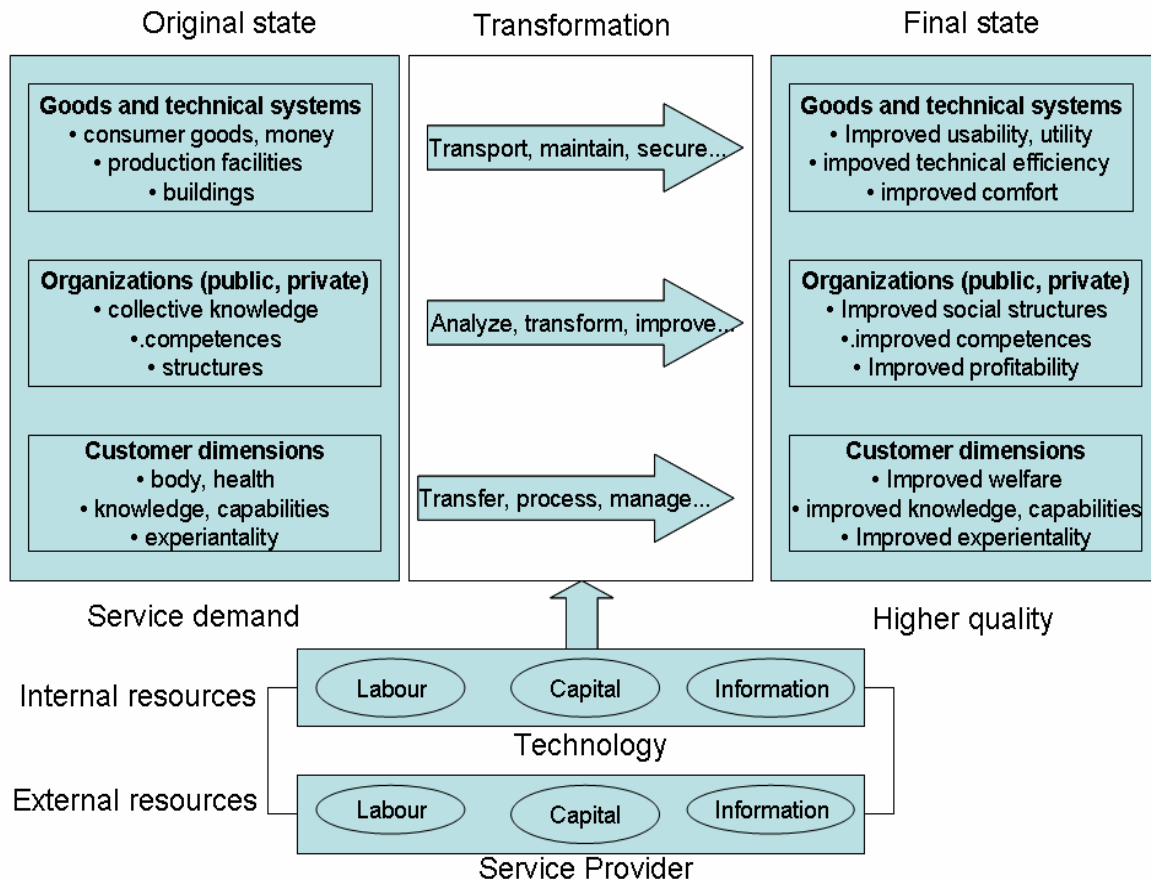 Original state
Transformation
Final state
Goods and technical systems
• consumer goods, money
• production facilities
• buildings
Transport, maintain, secure...
Goods and technical systems
• Improved usability, utility
• impoved technical efficiency
• improved comfort
Organizations (public, private)
• collective knowledge
•.competences
• structures
Analyze, transform, improve...
Organizations (public, private)
• Improved social structures
•.improved competences
• Improved profitability
Customer dimensions
• body, health
• knowledge, capabilities
• experiantality
Transfer, process, manage...
Customer dimensions
• Improved welfare
• improved knowledge, capabilities
• Improved experientality
Service demand
Higher quality
Internal resources
Labour
Capital
Information
Technology
External resources
Labour
Capital
Information
Service Provider